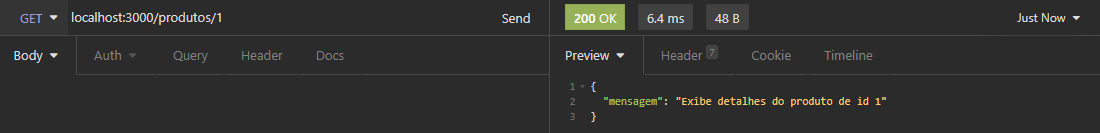 GET localhost:3000/produtos/1 Send 200 OK 6.4 ms 48 B Just Now
Body Auth Query Header Docs Preview Header 7 Cookie Timeline
1 {
2 "mensagem": "Exibe detalhes do produto de id 1"
3 }